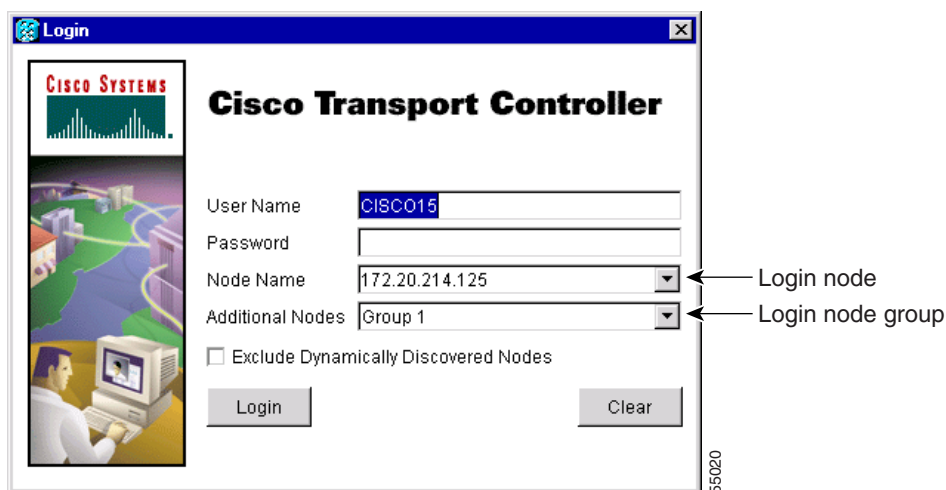 Login
CISCO SYSTEMS
Cisco Transport Controller
User Name CISCO15
Password
Node Name 172.20.214.125
Login node
Additional Nodes Group 1
Login node group
Exclude Dynamically Discovered Nodes
Login
Clear